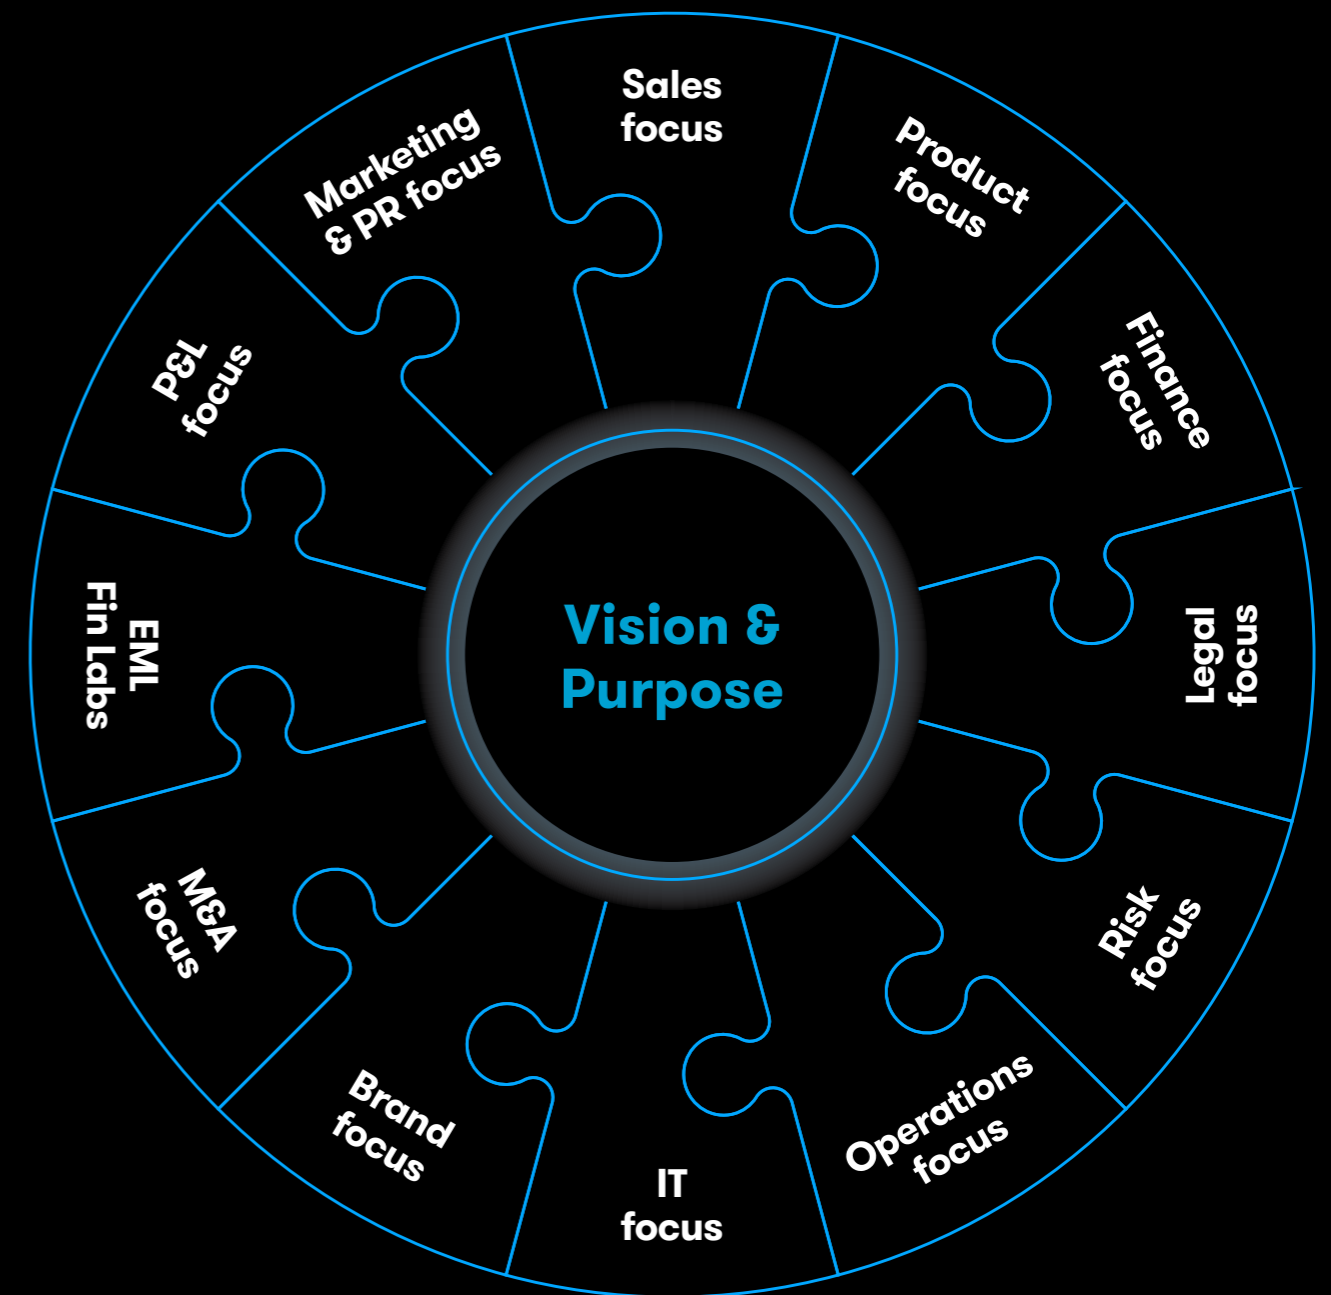 Sales
focus
Product
focus
Finance
focus
Legal
focus
Risk
focus
Operations
focus
IT
focus
Brand
focus
M&A
focus
EML
Fin Labs
P&L
focus
Marketing
& PR focus
Vision &
Purpose